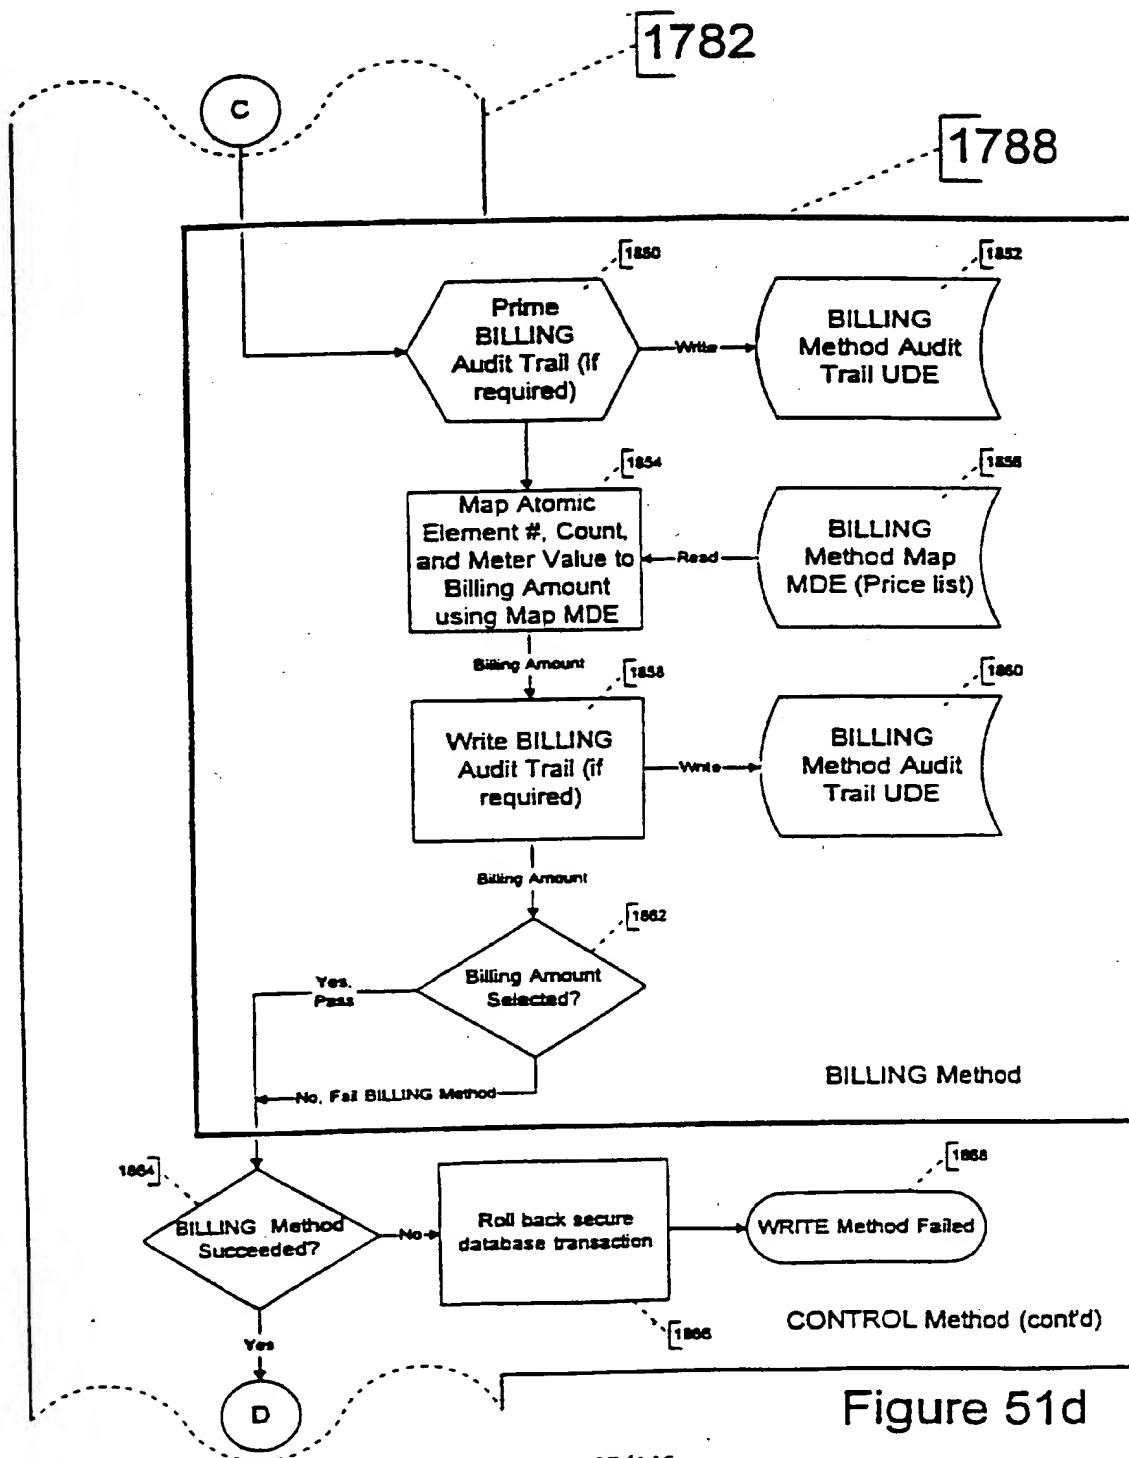 1782
C
1788
1850
1852
Prime
BILLING
Audit Trail (if
required)
Write
BILLING
Method Audit
Trail UDE
1854
1856
Map Atomic
Element #, Count,
and Meter Value to
Billing Amount
using Map MDE
Read
BILLING
Method Map
MDE (Price list)
Billing Amount
1858
1860
Write BILLING
Audit Trail (if
required)
Write
BILLING
Method Audit
Trail UDE
Billing Amount
1862
Billing Amount
Selected?
Yes,
Pass
No, Fail BILLING Method
BILLING Method
1864
1868
BILLING Method
Succeeded?
No
Roll back secure
database transaction
WRITE Method Failed
1866
CONTROL Method (cont'd)
Yes
D
Figure 51d